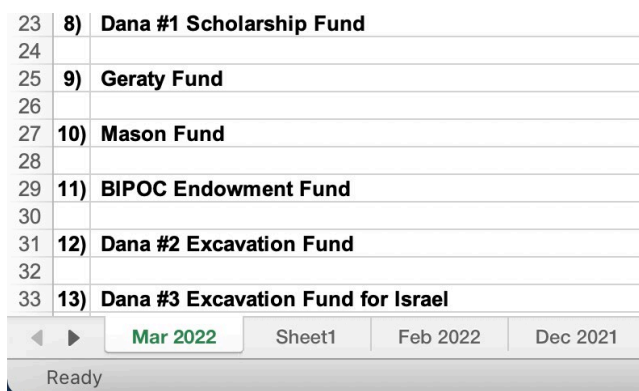 23 8) Dana #1 Scholarship Fund
24
25 9) Geraty Fund
26
27 10) Mason Fund
28
29 11) BIPOC Endowment Fund
30
31 12) Dana #2 Excavation Fund
32
33 13) Dana #3 Excavation Fund for Israel
Mar 2022 Sheet1 Feb 2022 Dec 2021
Ready